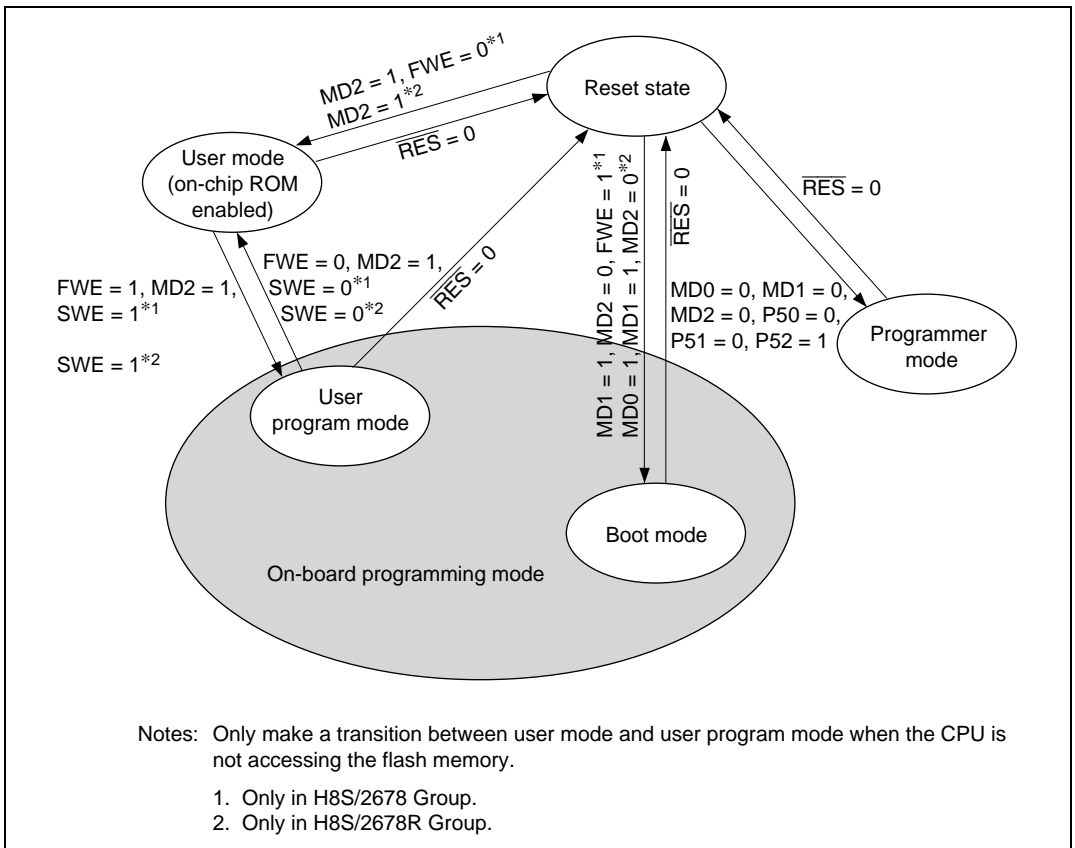 MD2 = 1, FWE = 0*1
MD2 = 1*2
RES = 0
Reset state
User mode
(on-chip ROM
enabled)
RES = 0
FWE = 1, MD2 = 1,
SWE = 1*1
SWE = 1*2
FWE = 0, MD2 = 1,
SWE = 0*1
SWE = 0*2
RES = 0
MD1 = 1, MD2 = 0, FWE = 1*1
MD0 = 1, MD1 = 1, MD2 = 0*2
RES = 0
MD0 = 0, MD1 = 0,
MD2 = 0, P50 = 0,
P51 = 0, P52 = 1
Programmer
mode
User
program mode
Boot mode
On-board programming mode
Notes: Only make a transition between user mode and user program mode when the CPU is
not accessing the flash memory.
1. Only in H8S/2678 Group.
2. Only in H8S/2678R Group.